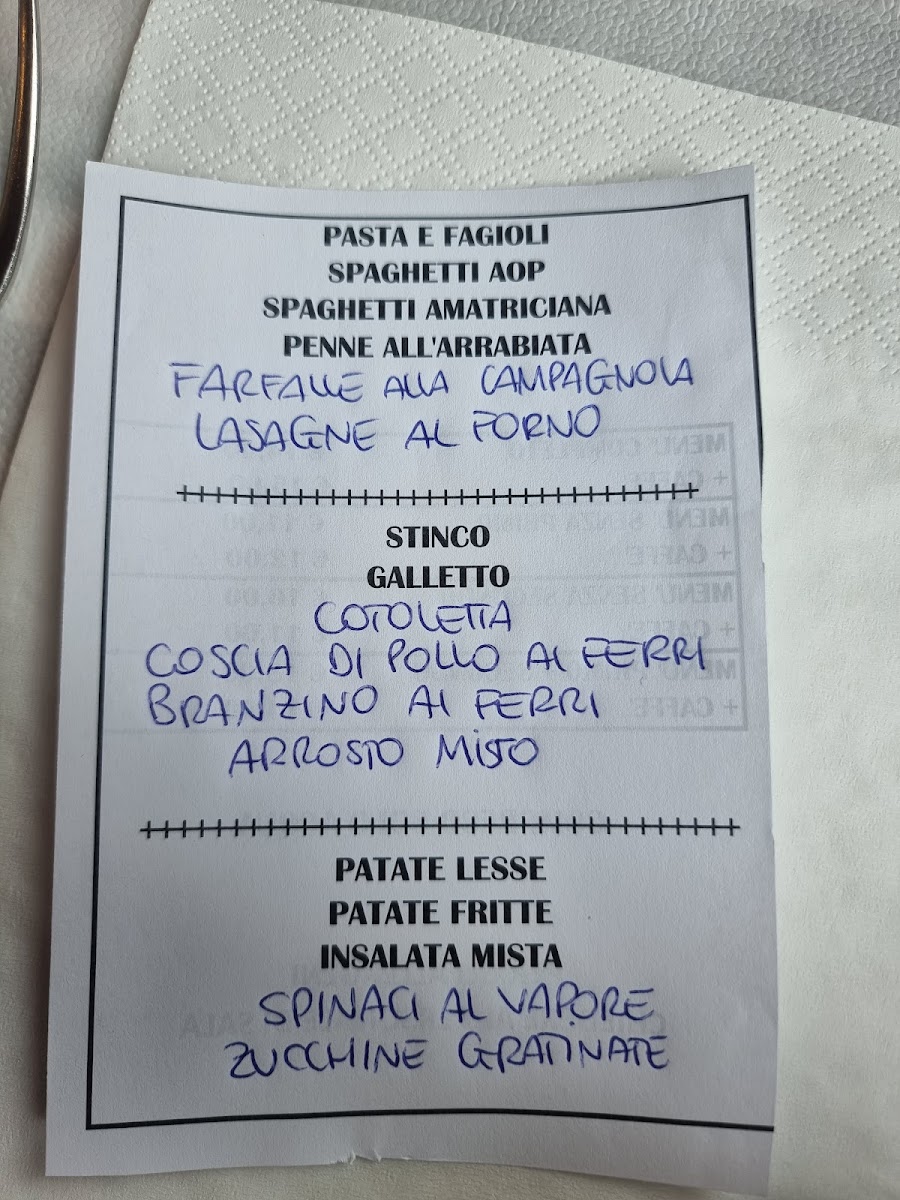 PASTA E FAGIOLI
SPAGHETTI AOP
SPAGHETTI AMATRICIANA
PENNE ALL'ARRABIATA
FARFALLE ALLA CAMPAGNOLA
LASAGNE AL FORNO
STINCO
GALLETTO
COTOLETTA
COSCIA DI POLLO AI FERRI
BRANZINO AI FERRI
ARROSTO MISTO
PATATE LESSE
PATATE FRITTE
INSALATA MISTA
SPINACI AL VAPORE
ZUCCHINE GRATINATE